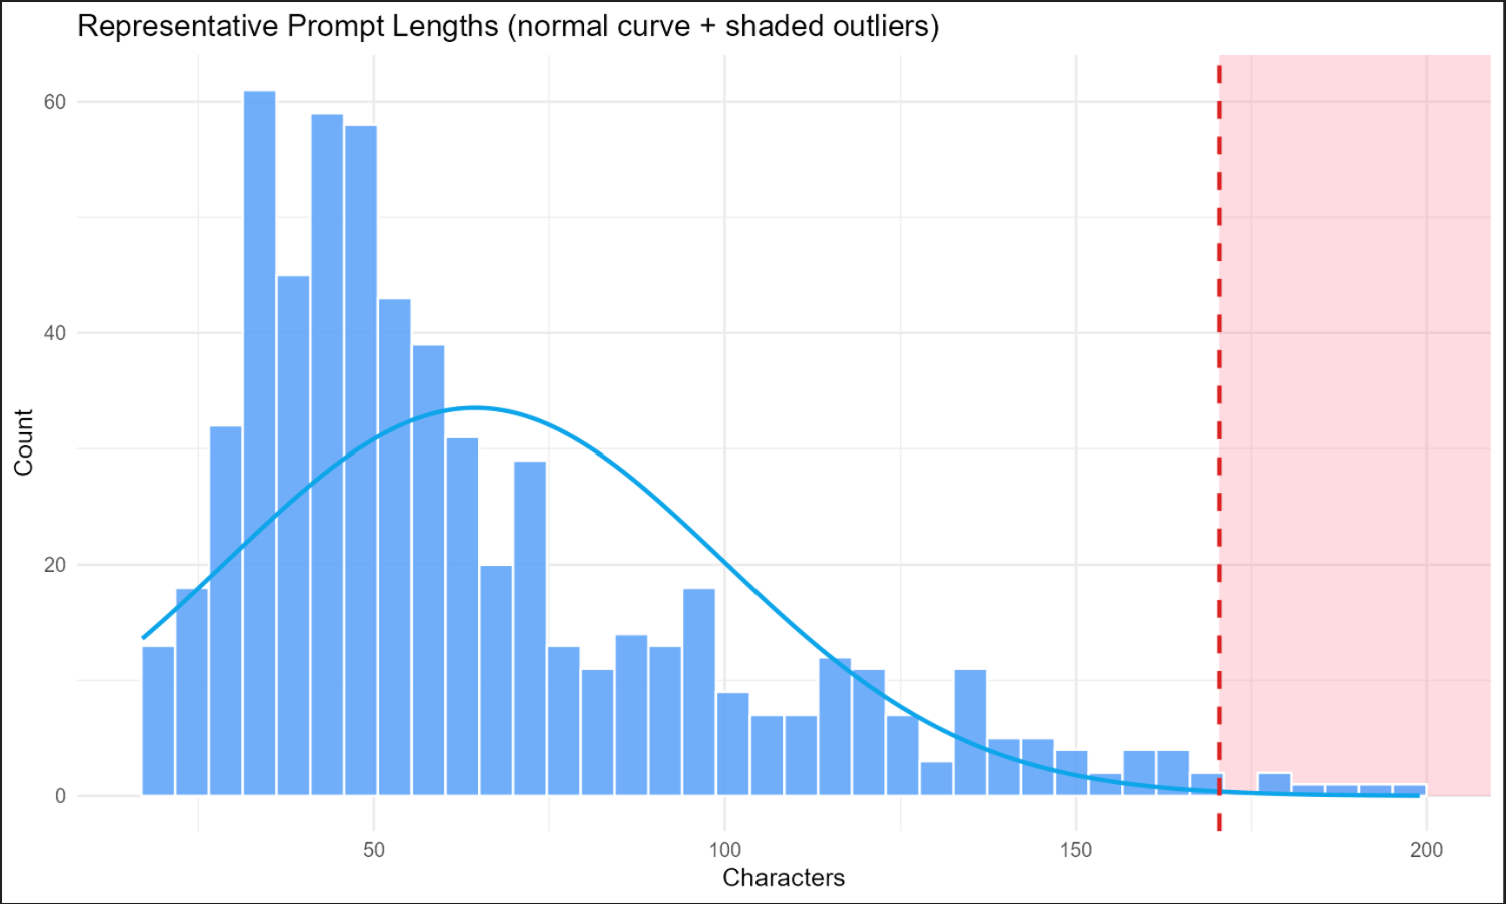 Representative Prompt Lengths (normal curve + shaded outliers)
60
40
20
0
Count
50
100
150
200
Characters